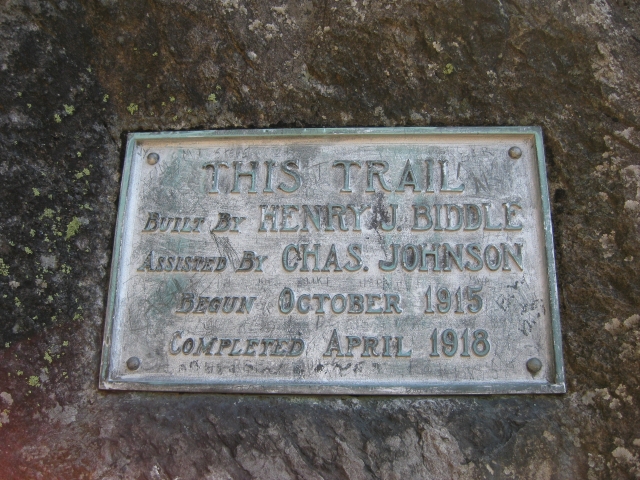 THIS TRAIL
BUILT BY HENRY J. BIDDLE
ASSISTED BY CHAS. JOHNSON
BEGUN OCTOBER 1915
COMPLETED APRIL 1918